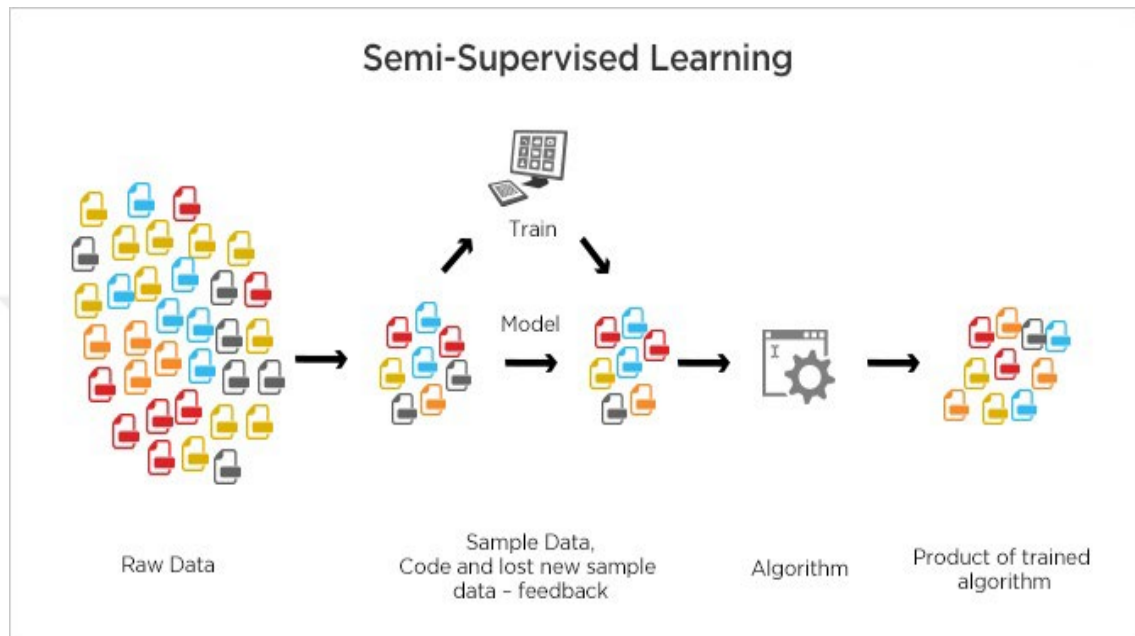 Semi-Supervised Learning
Train
Model
Raw Data
Sample Data,
Code and lost new sample
data – feedback
Algorithm
Product of trained
algorithm